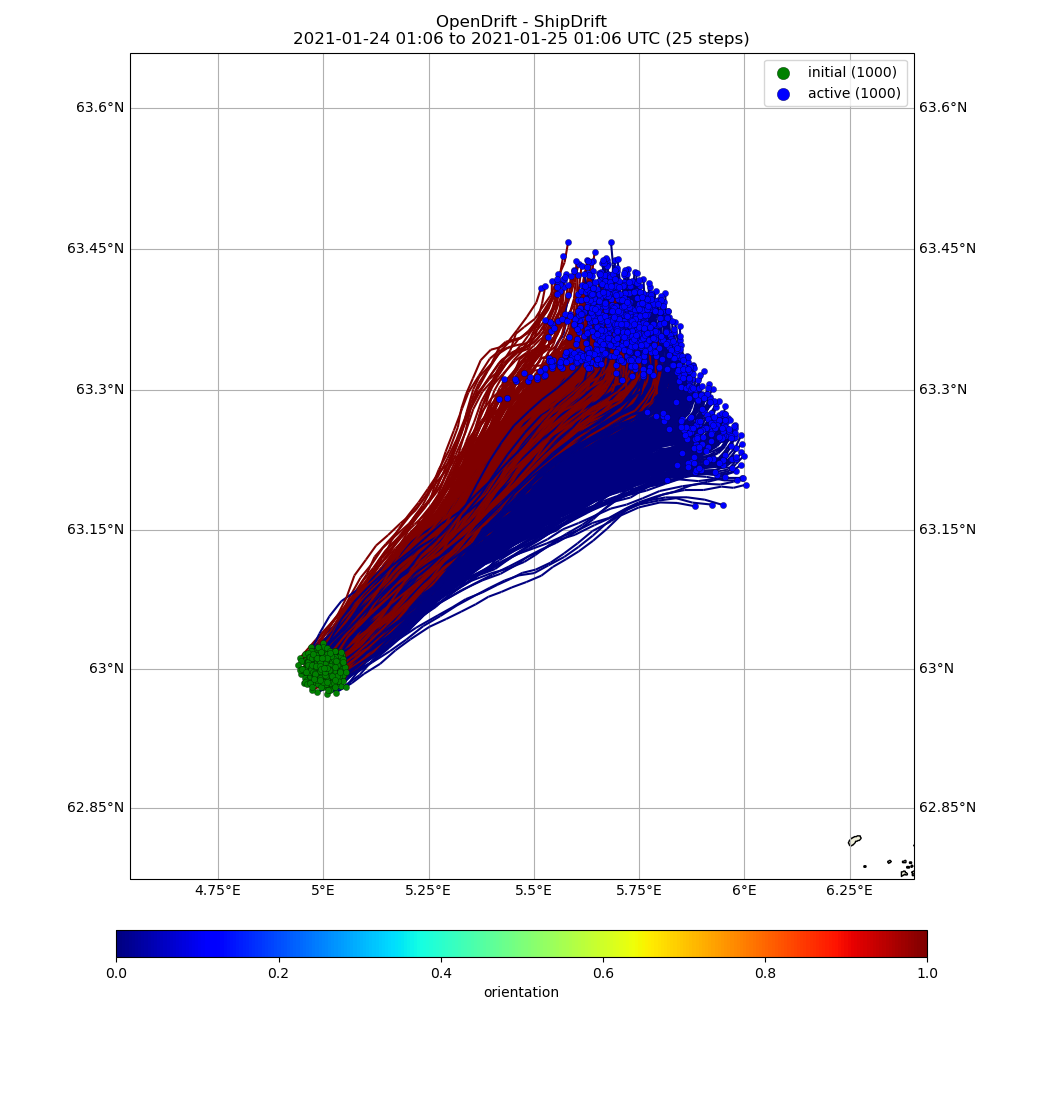 OpenDrift - ShipDrift
2021-01-24 01:06 to 2021-01-25 01:06 UTC (25 steps)
initial (1000)
active (1000)
63.6°N 63.6°N
63.45°N 63.45°N
63.3°N 63.3°N
63.15°N 63.15°N
63°N 63°N
62.85°N 62.85°N
4.75°E 5°E 5.25°E 5.5°E 5.75°E 6°E 6.25°E
0.0 0.2 0.4 0.6 0.8 1.0
orientation